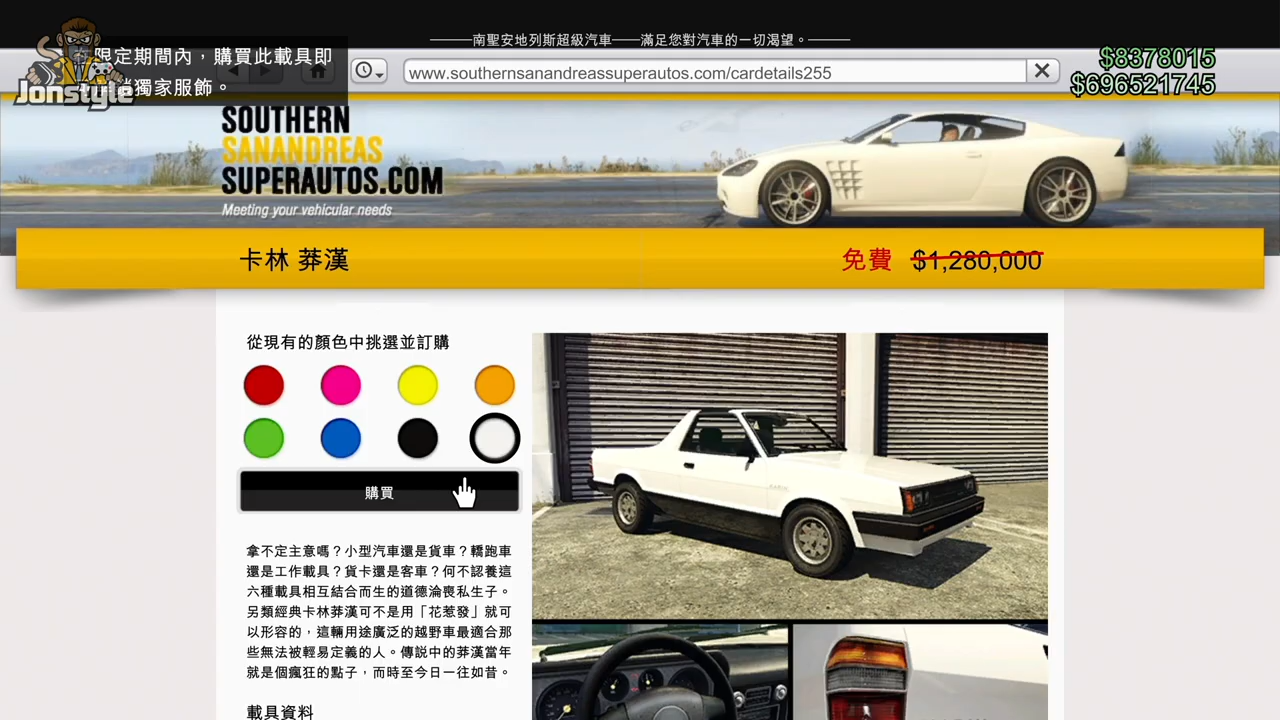 ———南聖安地列斯超級汽車——滿足您對汽車的一切渴望。———
限定期間內，購買此載具即
獨家服飾。
Jonstyle
www.southernsanandreassuperautos.com/cardetails255
$8378015
$696521745
SOUTHERN
SANANDREAS
SUPERAUTOS.COM
Meeting your vehicular needs
卡林 莽漢
免費 $1,280,000
從現有的顏色中挑選並訂購
購買
拿不定主意嗎？小型汽車還是貨車？轎跑車
還是工作載具？貨卡還是客車？何不認養這
六種載具相互結合而生的道德淪喪私生子。
另類經典卡林莽漢可不是用「花惹發」就可
以形容的，這輛用途廣泛的越野車最適合那
些無法被輕易定義的人。傳說中的莽漢當年
就是個瘋狂的點子，而時至今日一往如昔。
載具資料